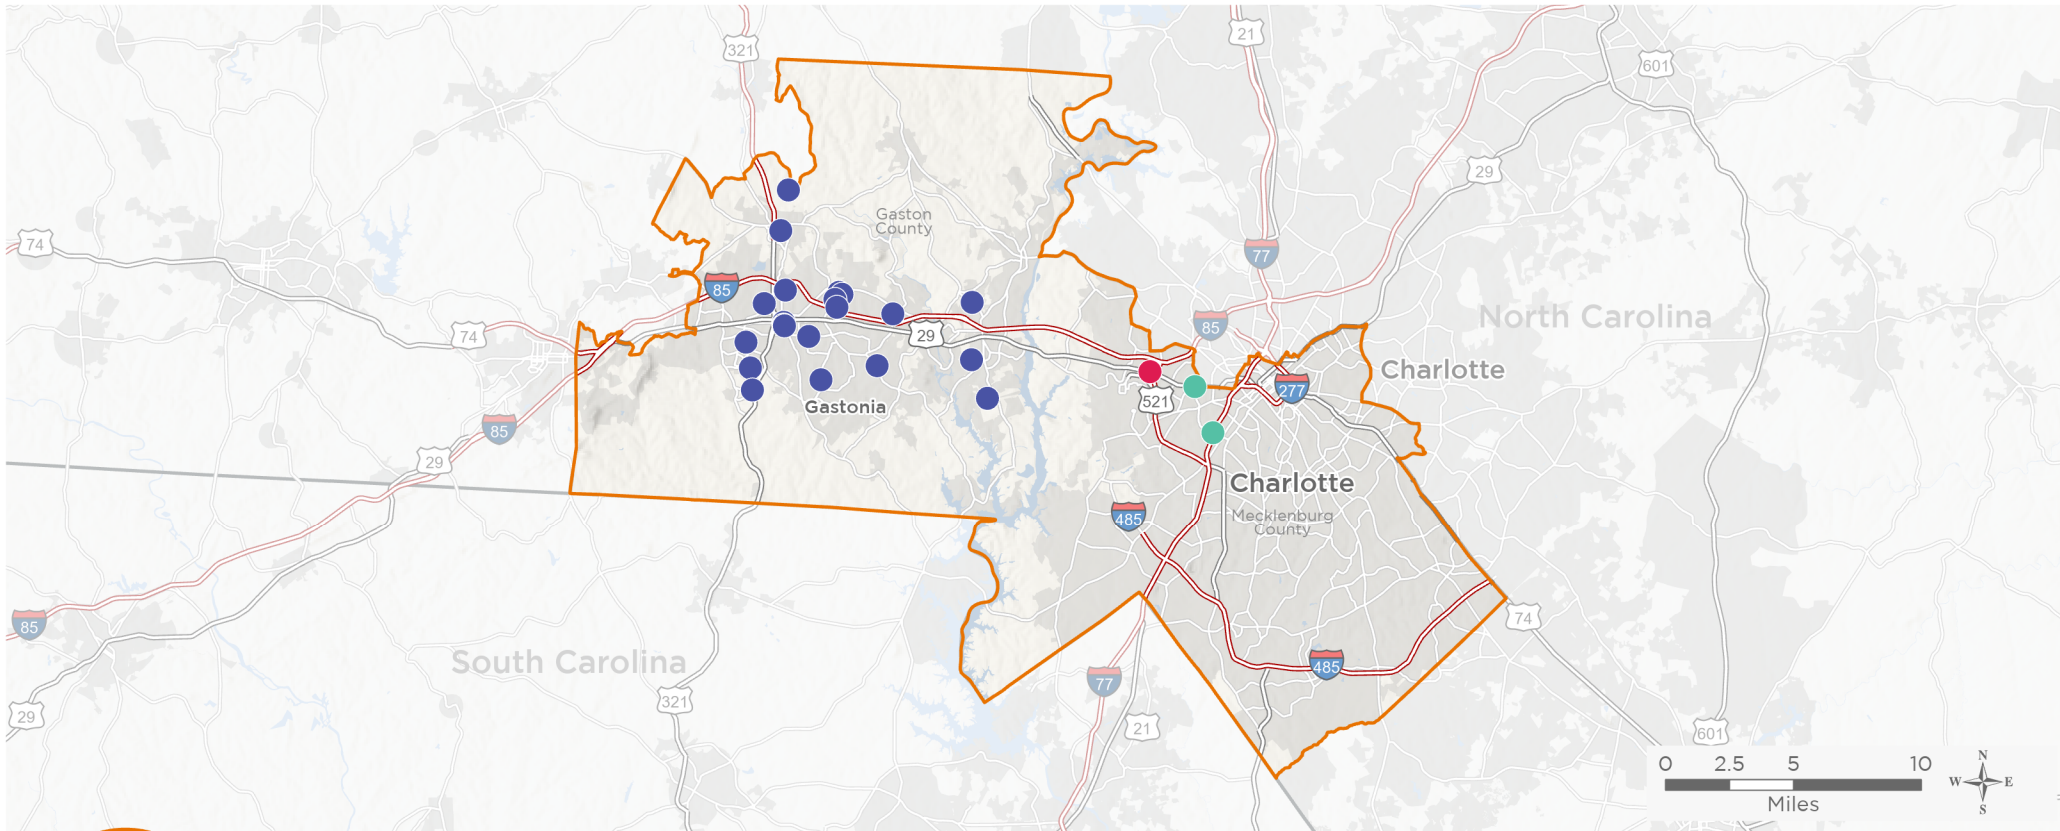 321
21
601
29
Gaston
County
74
77
85
North Carolina
85
74
29
Charlotte
277
521
Gastonia
85
29
Charlotte
485
Mecklenburg
County
74
85
South Carolina
485
77
321
29
21
601
0 2.5 5 10
Miles
N
W E
S